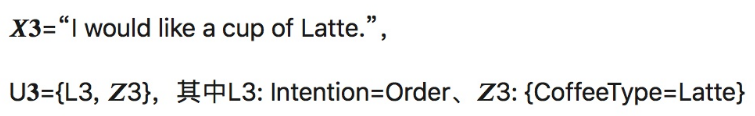 X3=“I would like a cup of Latte.”,
U3={L3, Z3}，其中L3: Intention=Order、Z3: {CoffeeType=Latte}